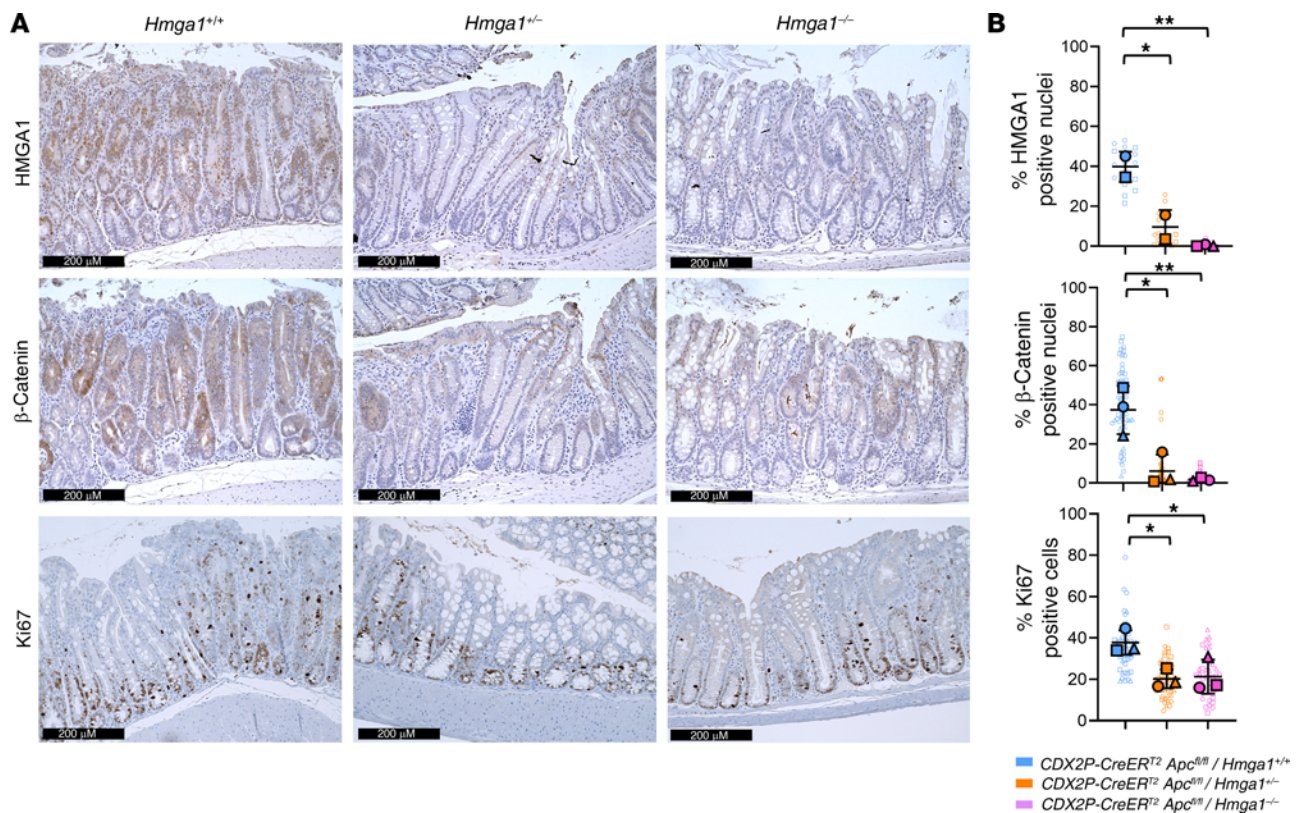 A
Hmga1+/+
Hmga1+/−
Hmga1−/−
HMGA1
200 μM
200 μM
200 μM
β-Catenin
200 μM
200 μM
200 μM
Ki67
200 μM
200 μM
200 μM
B
% HMGA1
positive nuclei
100
80
60
40
20
0
**
*
% β-Catenin
positive nuclei
100
80
60
40
20
0
**
*
% Ki67
positive cells
100
80
60
40
20
0
*
*
CDX2P-CreERT2 Apcfl/fl / Hmga1+/+
CDX2P-CreERT2 Apcfl/fl / Hmga1+/−
CDX2P-CreERT2 Apcfl/fl / Hmga1−/−